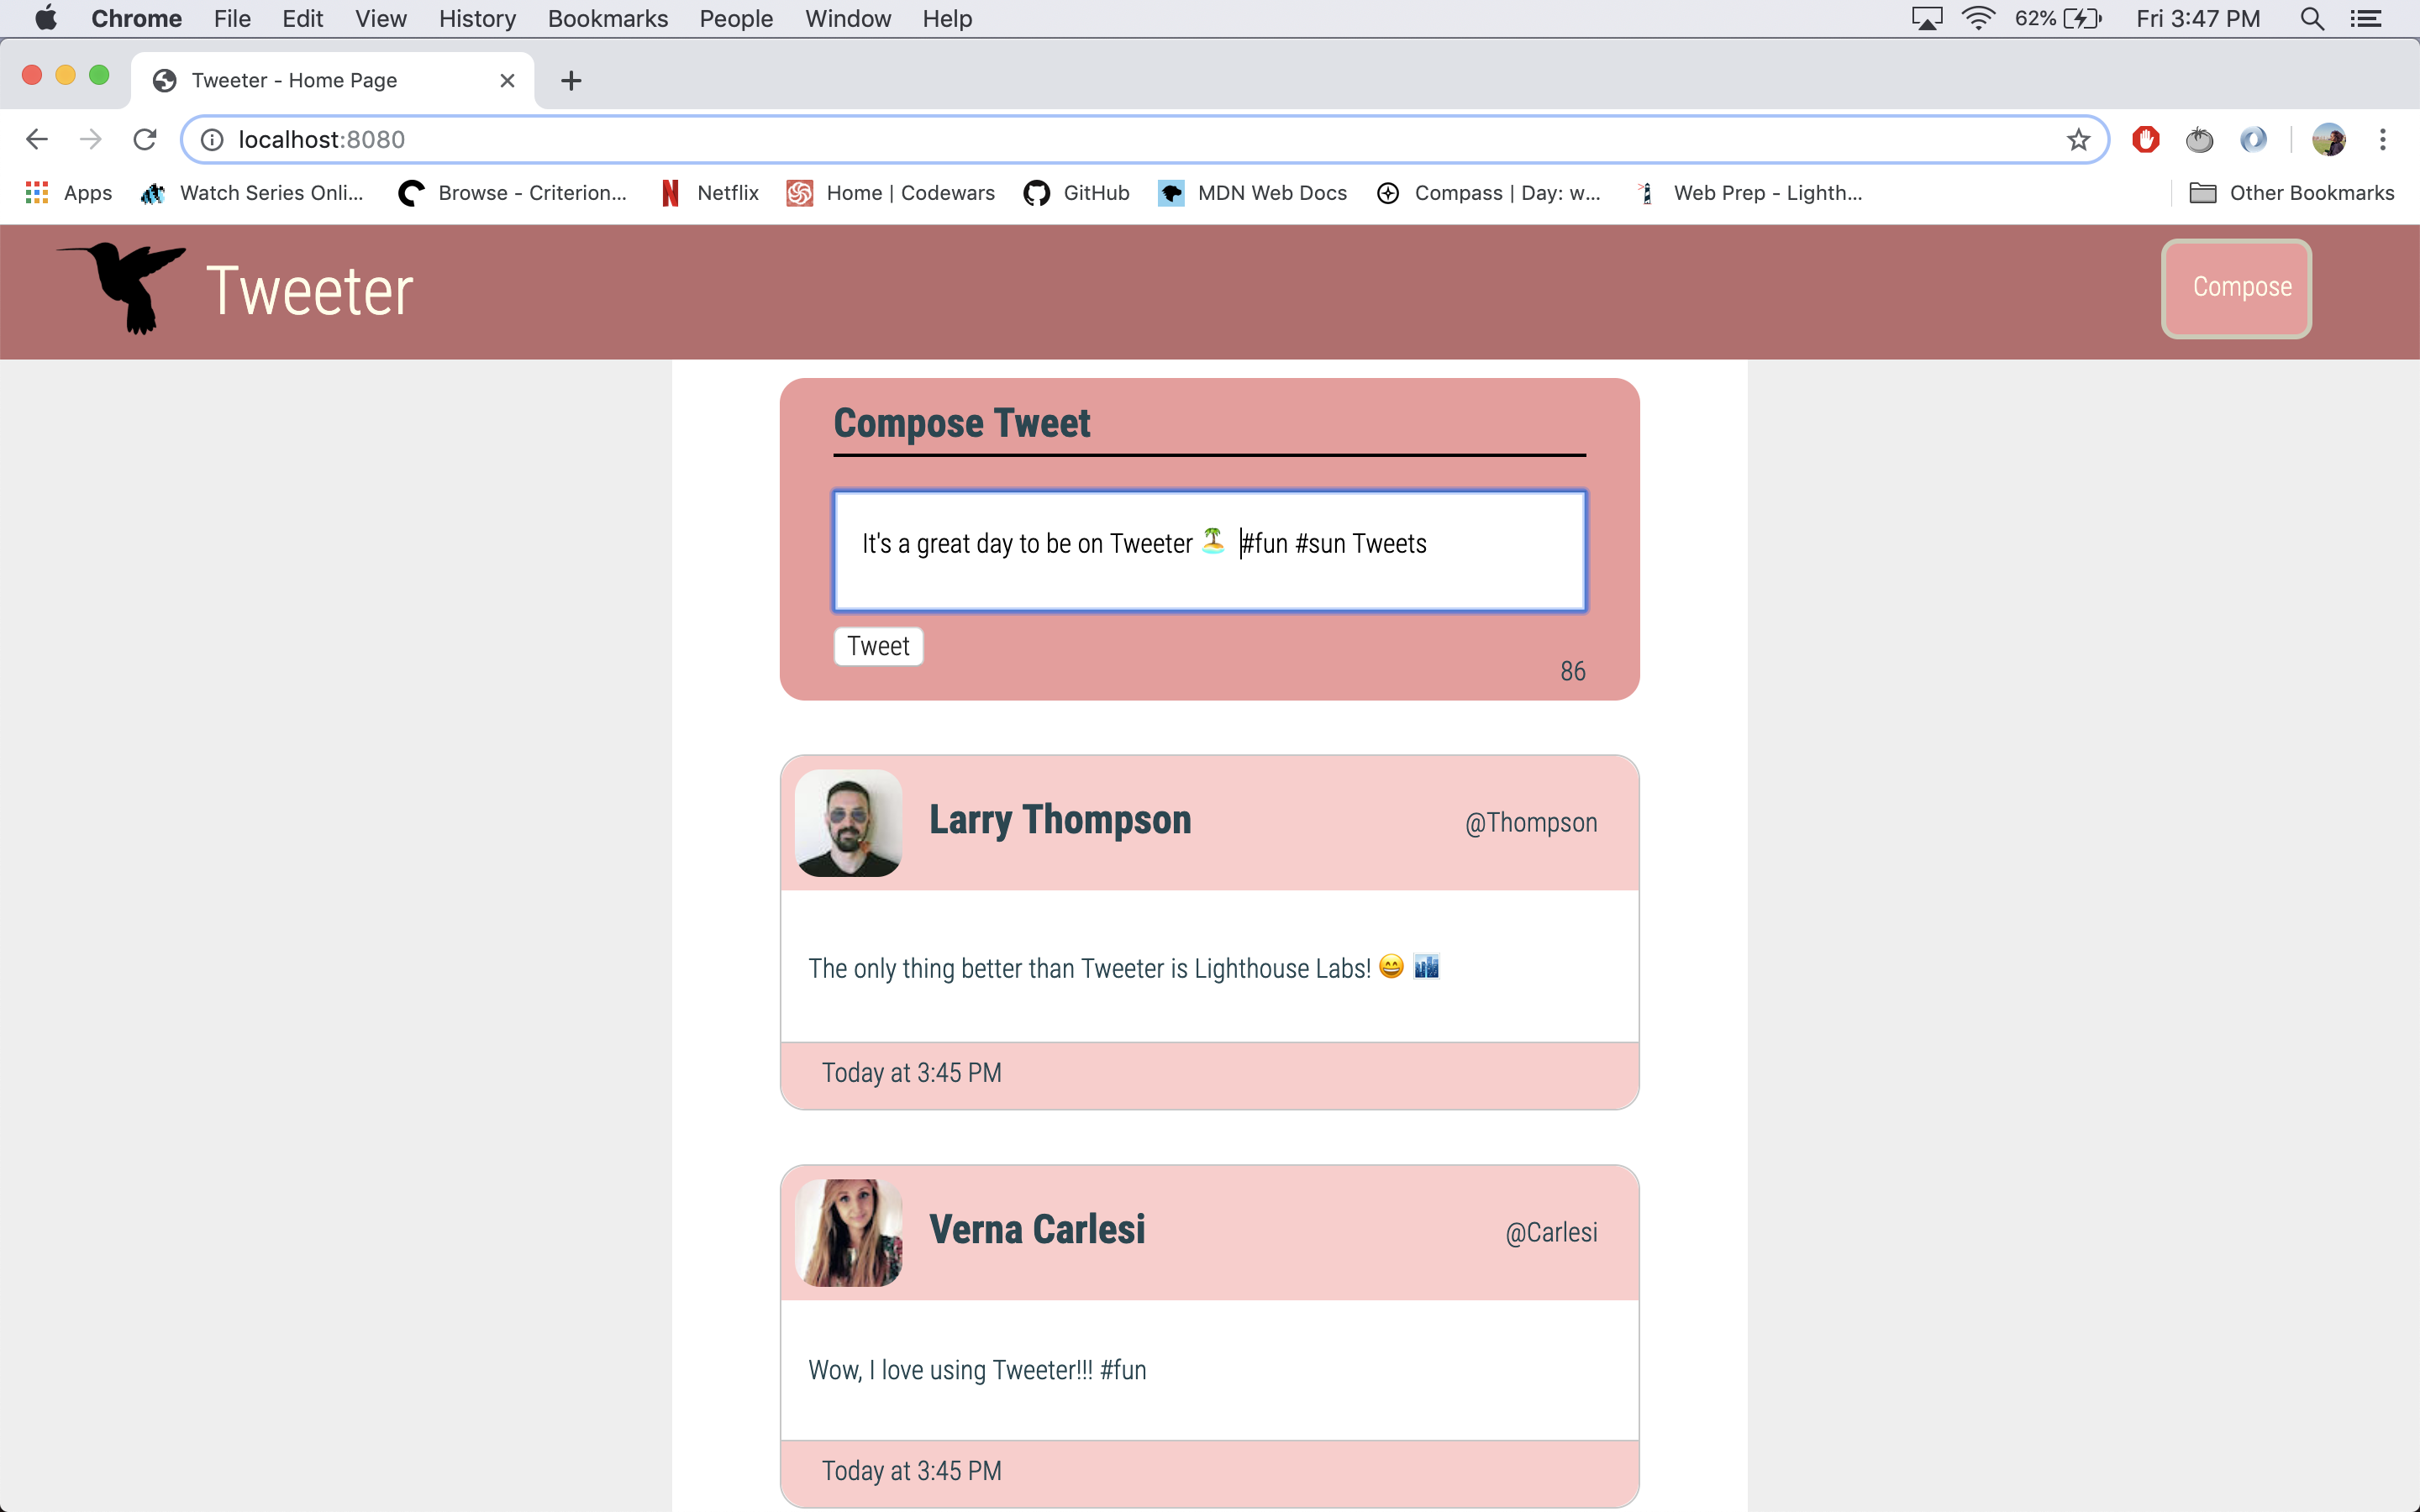 Chrome File Edit View History Bookmarks People Window Help 62% Fri 3:47 PM
Tweeter - Home Page
localhost:8080
Apps Watch Series Onli... Browse - Criterion... Netflix Home | Codewars GitHub MDN Web Docs Compass | Day: w... Web Prep - Lighth... Other Bookmarks
Tweeter Compose
Compose Tweet
It's a great day to be on Tweeter 🏝️ #fun #sun Tweets
Tweet
86
Larry Thompson @Thompson
The only thing better than Tweeter is Lighthouse Labs! 😄 🏙️
Today at 3:45 PM
Verna Carlesi @Carlesi
Wow, I love using Tweeter!!! #fun
Today at 3:45 PM